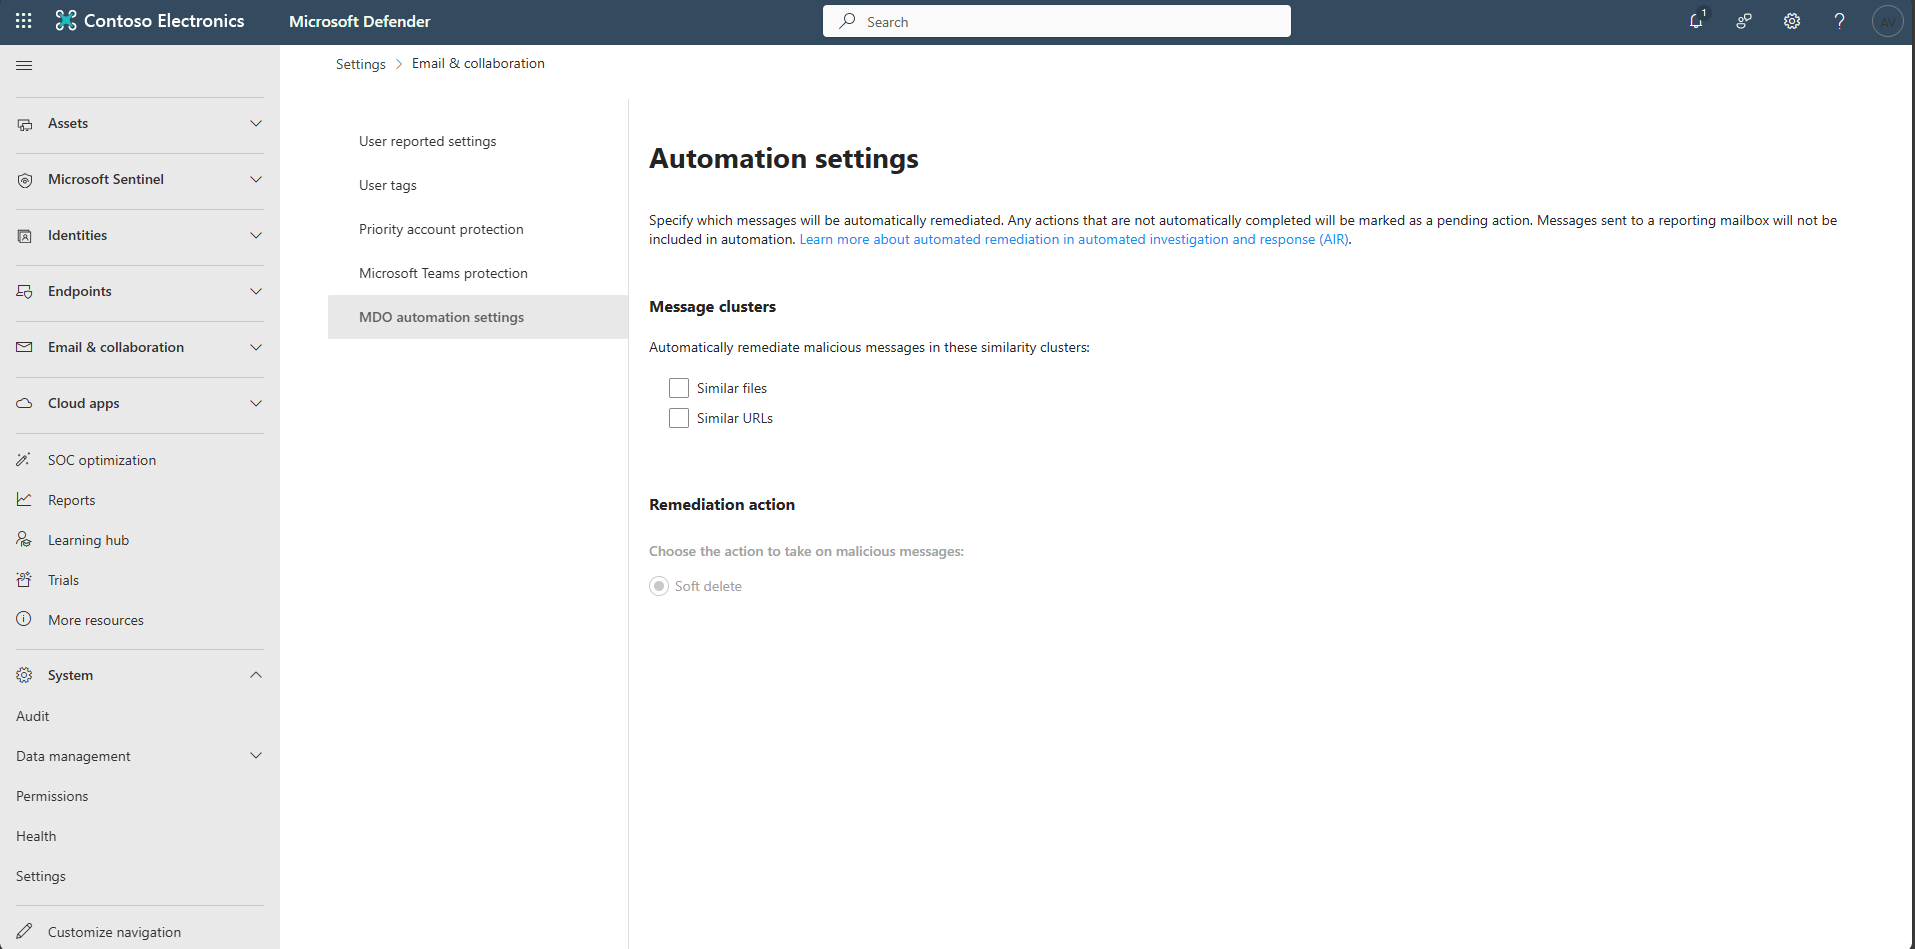 Contoso Electronics
Microsoft Defender
Search
1
AV
Settings > Email & collaboration
Assets
Microsoft Sentinel
Identities
Endpoints
Email & collaboration
Cloud apps
SOC optimization
Reports
Learning hub
Trials
More resources
System
Audit
Data management
Permissions
Health
Settings
Customize navigation
User reported settings
User tags
Priority account protection
Microsoft Teams protection
MDO automation settings
Automation settings
Specify which messages will be automatically remediated. Any actions that are not automatically completed will be marked as a pending action. Messages sent to a reporting mailbox will not be
included in automation. Learn more about automated remediation in automated investigation and response (AIR).
Message clusters
Automatically remediate malicious messages in these similarity clusters:
Similar files
Similar URLs
Remediation action
Choose the action to take on malicious messages:
Soft delete